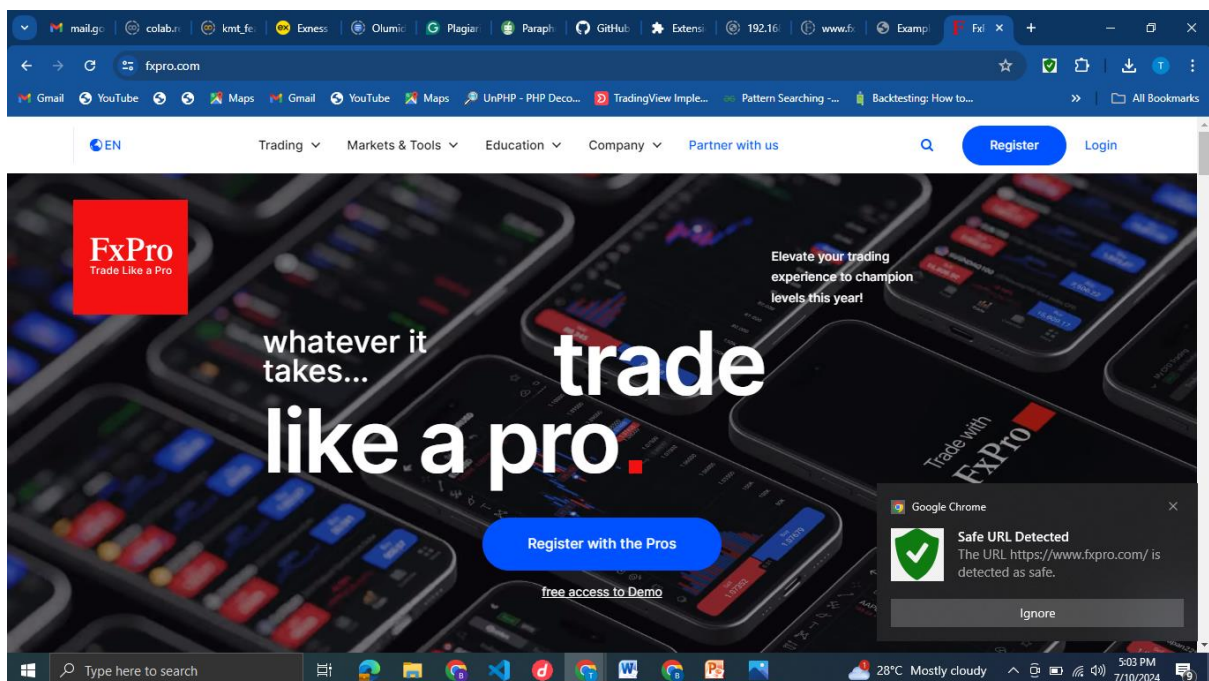 mail.go
colab.r
kmt_fe
Exness
Olumic
Plagiar
Paraph
GitHub
Extensi
192.16
www.fx
Exampl
Fxl
fxpro.com
T
Gmail
YouTube
Maps
Gmail
YouTube
Maps
UnPHP - PHP Deco...
TradingView Imple...
Pattern Searching -...
Backtesting: How to...
All Bookmarks
EN
Trading
Markets & Tools
Education
Company
Partner with us
Register
Login
FxPro
Trade Like a Pro
Elevate your trading
experience to champion
levels this year!
whatever it
takes...
trade
like a pro.
Trade with
FxPro
Register with the Pros
free access to Demo
Google Chrome
Safe URL Detected
The URL https://www.fxpro.com/ is
detected as safe.
Ignore
Type here to search
28°C Mostly cloudy
5:03 PM
7/10/2024